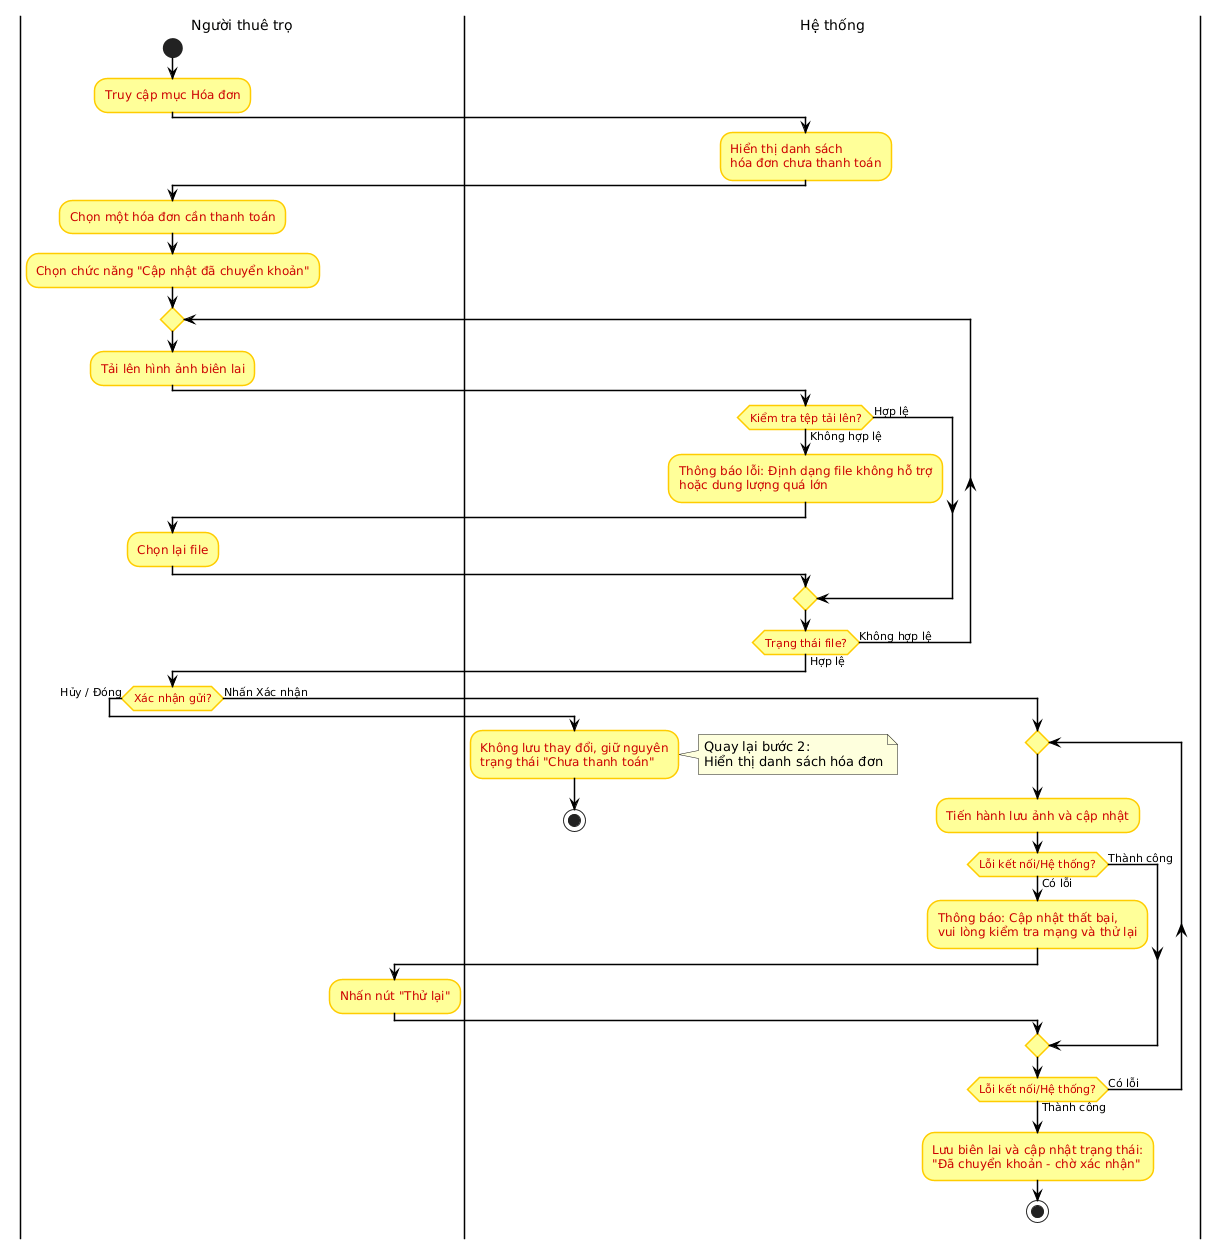 Người thuê trọ
Hệ thống
Truy cập mục Hóa đơn
Hiển thị danh sách
hóa đơn chưa thanh toán
Chọn một hóa đơn cần thanh toán
Chọn chức năng "Cập nhật đã chuyển khoản"
Tải lên hình ảnh biên lai
Kiểm tra tệp tải lên?
Hợp lệ
Không hợp lệ
Thông báo lỗi: Định dạng file không hỗ trợ
hoặc dung lượng quá lớn
Chọn lại file
Trạng thái file?
Không hợp lệ
Hợp lệ
Hủy / Đóng
Xác nhận gửi?
Nhấn Xác nhận
Không lưu thay đổi, giữ nguyên
trạng thái "Chưa thanh toán"
Quay lại bước 2:
Hiển thị danh sách hóa đơn
Tiến hành lưu ảnh và cập nhật
Lỗi kết nối/Hệ thống?
Thành công
Có lỗi
Thông báo: Cập nhật thất bại,
vui lòng kiểm tra mạng và thử lại
Nhấn nút "Thử lại"
Lỗi kết nối/Hệ thống?
Có lỗi
Thành công
Lưu biên lai và cập nhật trạng thái:
"Đã chuyển khoản - chờ xác nhận"